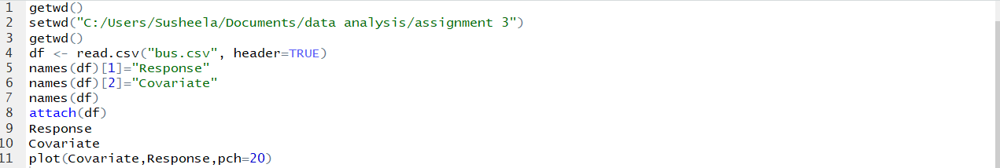 1 getwd()
2 setwd("C:/Users/Susheela/Documents/data analysis/assignment 3")
3 getwd()
4 df <- read.csv("bus.csv", header=TRUE)
5 names(df)[1]="Response"
6 names(df)[2]="Covariate"
7 names(df)
8 attach(df)
9 Response
10 Covariate
11 plot(Covariate,Response,pch=20)